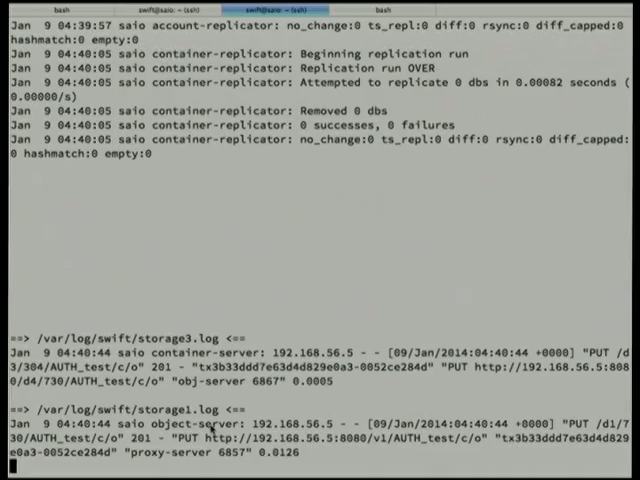 bash swift@saio: ~ (ssh) swift@saio: ~ (ssh) bash
Jan  9 04:39:57 saio account-replicator: no_change:0 ts_repl:0 diff:0 rsync:0 diff_capped:0
hashmatch:0 empty:0
Jan  9 04:40:05 saio container-replicator: Beginning replication run
Jan  9 04:40:05 saio container-replicator: Replication run OVER
Jan  9 04:40:05 saio container-replicator: Attempted to replicate 0 dbs in 0.00082 seconds (
0.00000/s)
Jan  9 04:40:05 saio container-replicator: Removed 0 dbs
Jan  9 04:40:05 saio container-replicator: 0 successes, 0 failures
Jan  9 04:40:05 saio container-replicator: no_change:0 ts_repl:0 diff:0 rsync:0 diff_capped:
0 hashmatch:0 empty:0
==> /var/log/swift/storage3.log <==
Jan  9 04:40:44 saio container-server: 192.168.56.5 - - [09/Jan/2014:04:40:44 +0000] "PUT /d
3/304/AUTH_test/c/o" 201 - "tx3b33ddd7e63d4d829e0a3-0052ce284d" "PUT http://192.168.56.5:808
0/d4/730/AUTH_test/c/o" "obj-server 6867" 0.0005
==> /var/log/swift/storage1.log <==
Jan  9 04:40:44 saio object-server: 192.168.56.5 - - [09/Jan/2014:04:40:44 +0000] "PUT /d1/7
30/AUTH_test/c/o" 201 - "PUT http://192.168.56.5:8080/v1/AUTH_test/c/o" "tx3b33ddd7e63d4d829
e0a3-0052ce284d" "proxy-server 6857" 0.0126